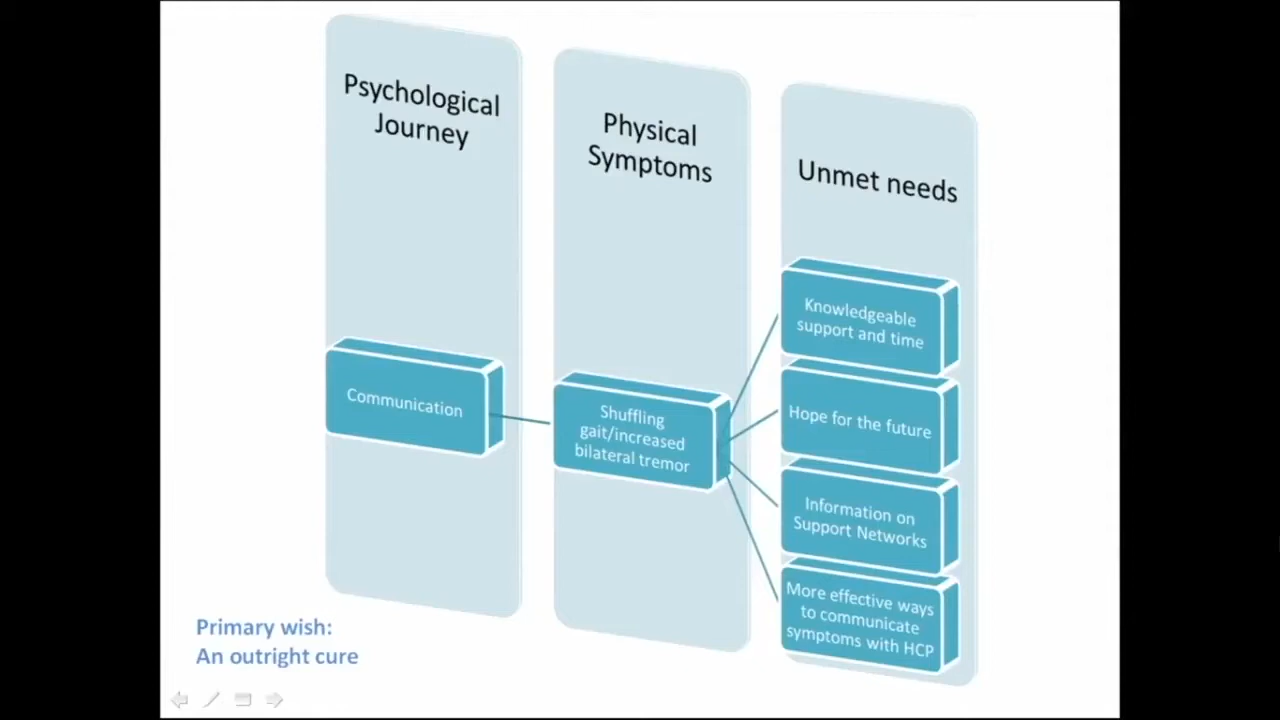 Psychological
Journey
Physical
Symptoms
Unmet needs
Communication
Shuffling
gait/increased
bilateral tremor
Knowledgeable
support and time
Hope for the future
Information on
Support Networks
More effective ways
to communicate
symptoms with HCP
Primary wish:
An outright cure